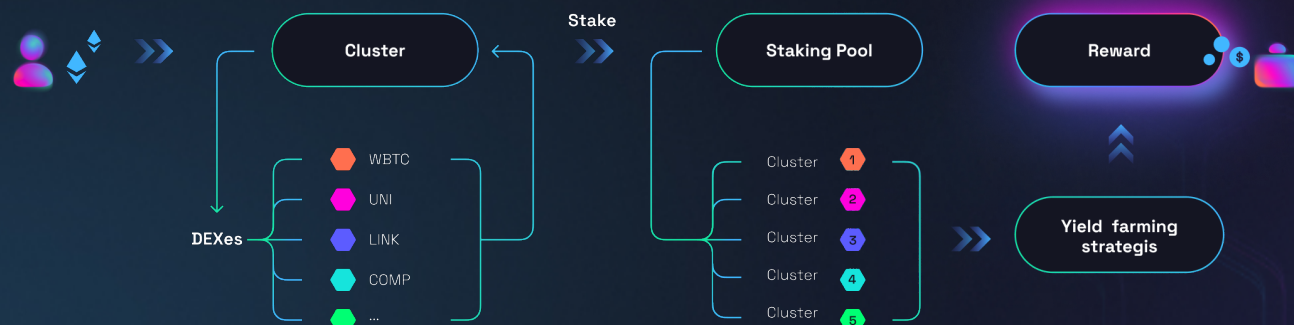 Stake
Cluster
Staking Pool
Reward
$
WBTC
UNI
LINK
COMP
...
DEXes
Cluster 1
Cluster 2
Cluster 3
Cluster 4
Cluster 5
Yield farming
strategis